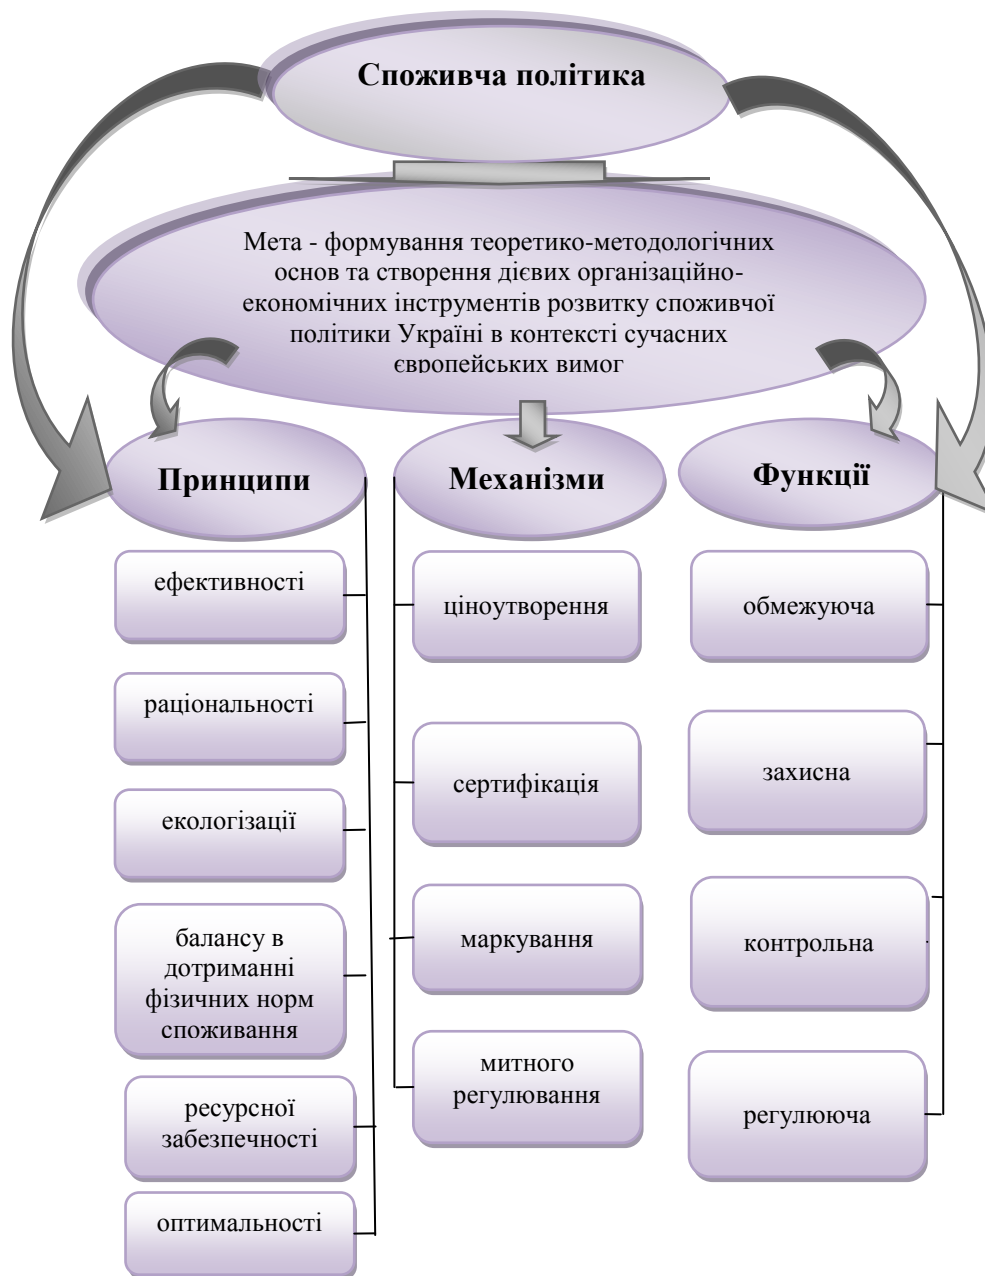 Споживча політика
Мета - формування теоретико-методологічних
основ та створення дієвих організаційно-
економічних інструментів розвитку споживчої
політики Україні в контексті сучасних
європейських вимог
Принципи
ефективності
раціональності
екологізації
балансу в
дотриманні
фізичних норм
споживання
ресурсної
забезпечності
оптимальності
Механізми
ціноутворення
сертифікація
маркування
митного
регулювання
Функції
обмежуюча
захисна
контрольна
регулююча